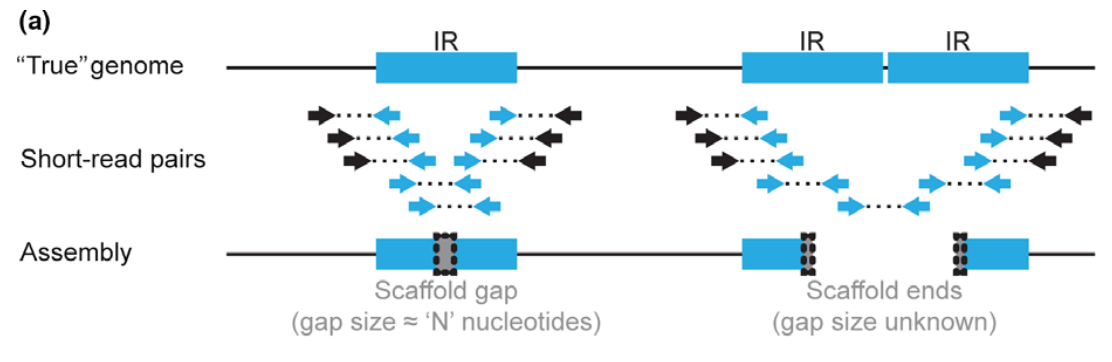 (a)
IR IR IR
“True” genome
Short-read pairs
Assembly
Scaffold gap
(gap size ≈ ‘N’ nucleotides)
Scaffold ends
(gap size unknown)